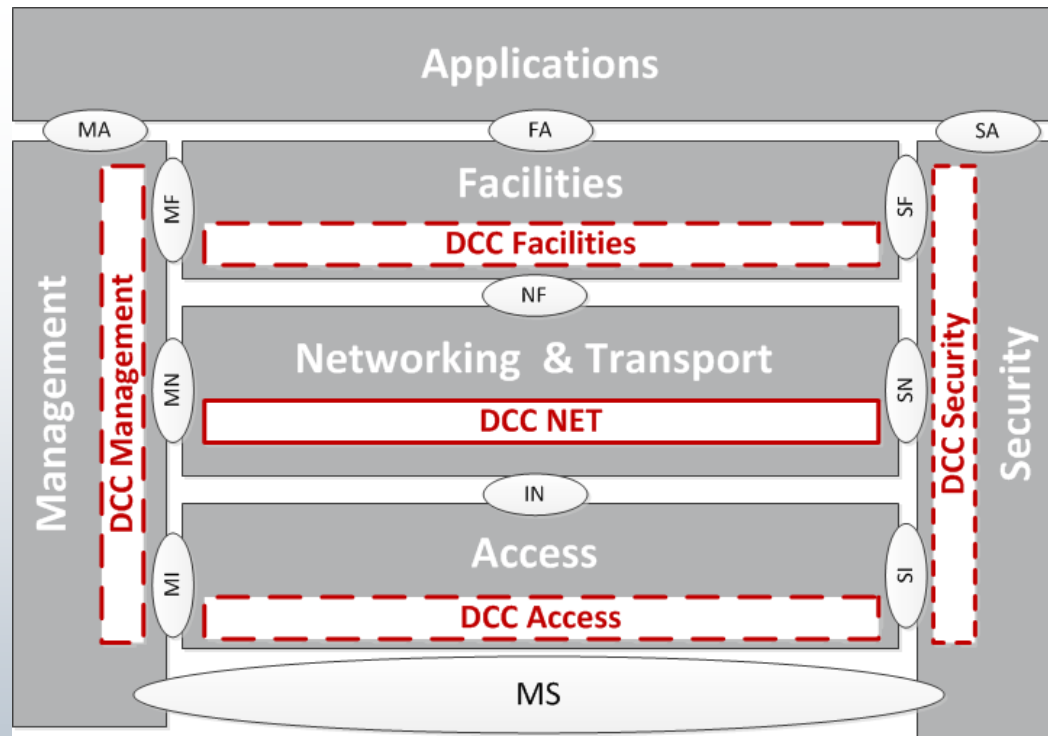 Applications
MA
FA
SA
Management
DCC Management
MF
Facilities
DCC Facilities
SF
NF
MN
Networking & Transport
DCC NET
SN
IN
MI
Access
DCC Access
SI
DCC Security
Security
MS